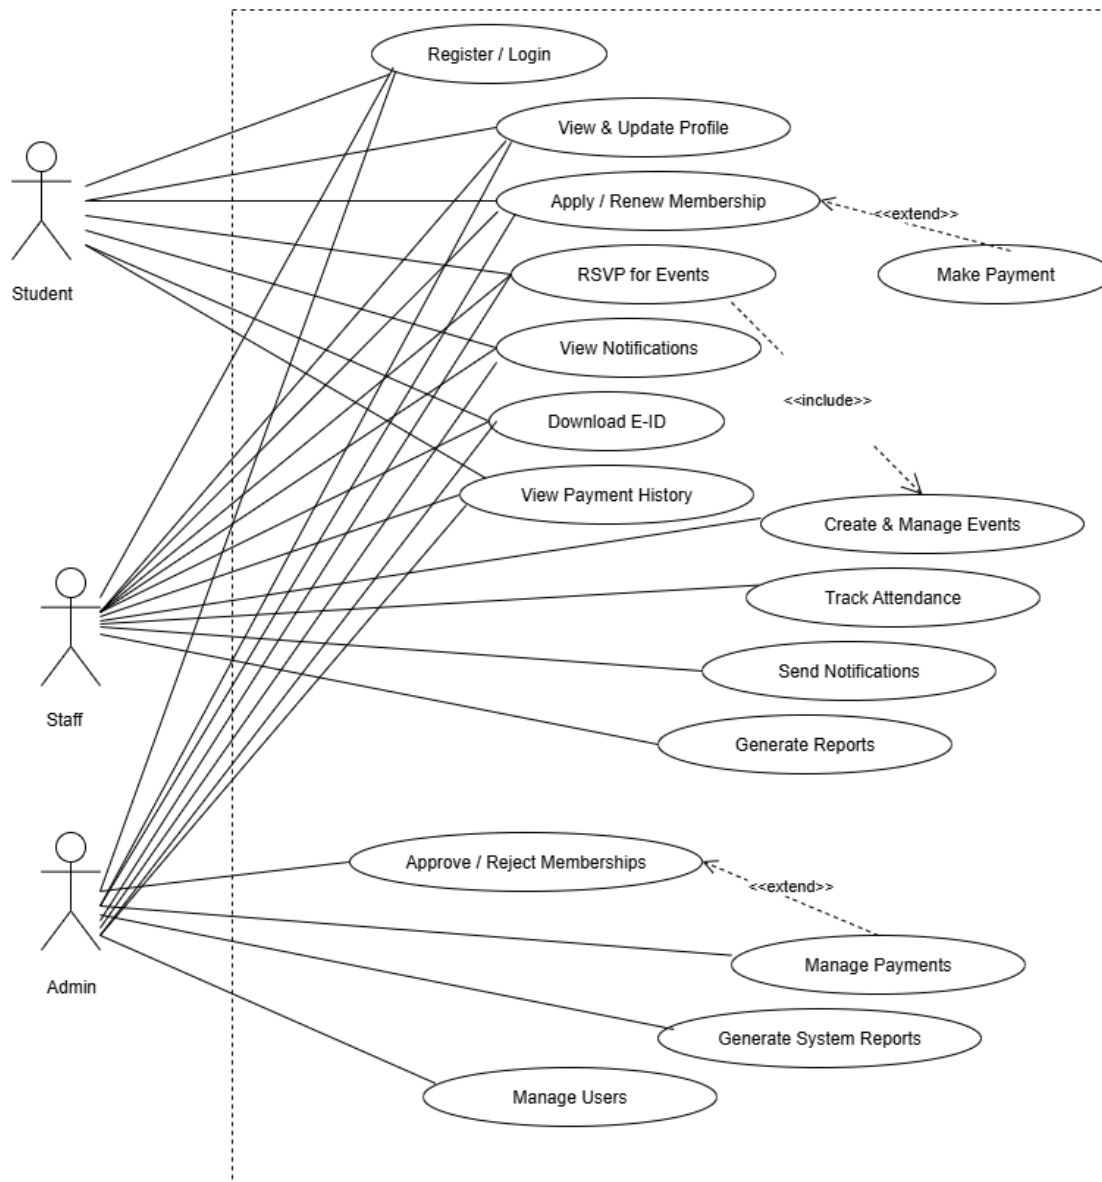 Register / Login
View & Update Profile
Apply / Renew Membership
<<extend>>
RSVP for Events
Make Payment
Student
View Notifications
<<include>>
Download E-ID
View Payment History
Create & Manage Events
Track Attendance
Send Notifications
Staff
Generate Reports
Approve / Reject Memberships
<<extend>>
Manage Payments
Admin
Generate System Reports
Manage Users